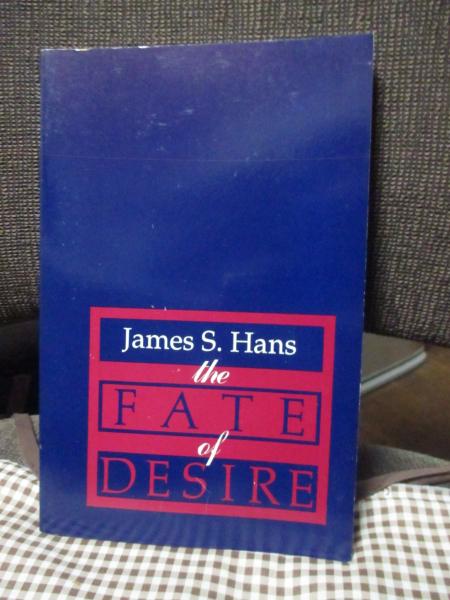 James S. Hans
the
FATE
of
DESIRE